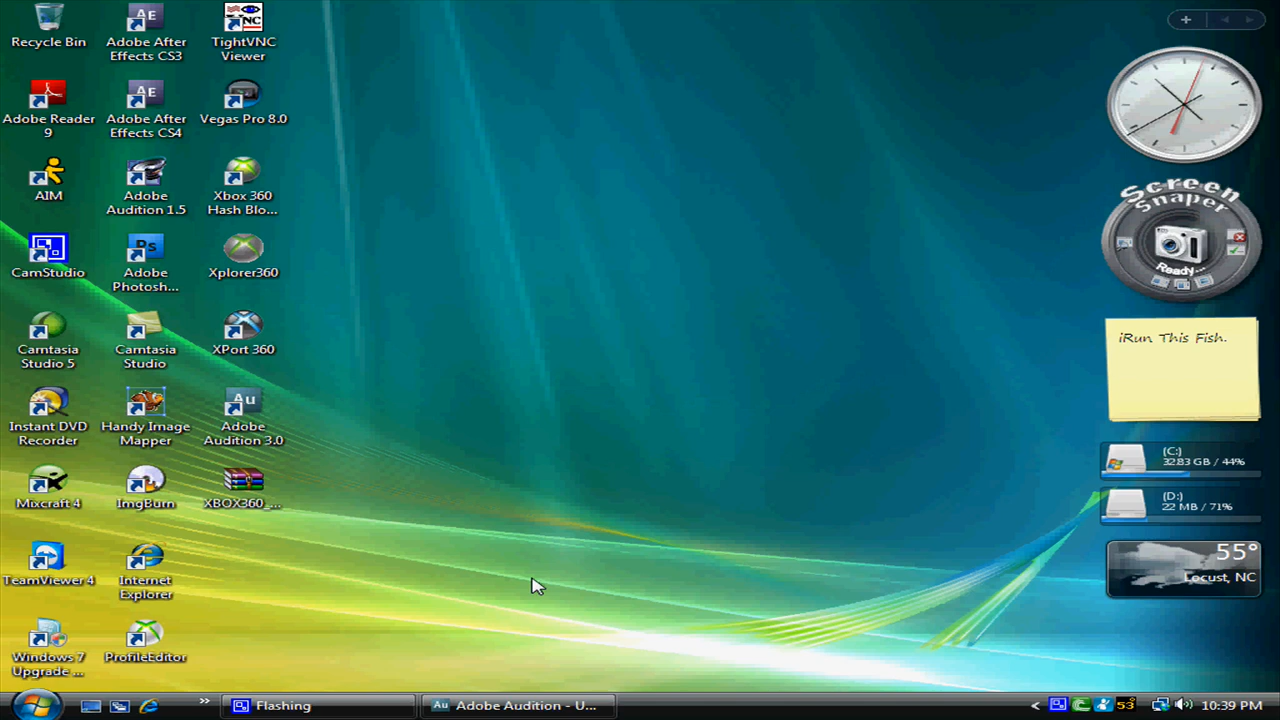 Recycle Bin
Adobe After
Effects CS3
TightVNC
Viewer
Adobe Reader
9
Adobe After
Effects CS4
Vegas Pro 8.0
AIM
Adobe
Audition 1.5
Xbox 360
Hash Blo...
CamStudio
Adobe
Photosh...
Xplorer360
Camtasia
Studio 5
Camtasia
Studio
XPort 360
Instant DVD
Recorder
Handy Image
Mapper
Adobe
Audition 3.0
Mixcraft 4
ImgBurn
XBOX360_...
TeamViewer 4
Internet
Explorer
Windows 7
Upgrade ...
ProfileEditor
Screen
Snaper
Ready...
iRun This Fish.
(C:)
32.83 GB / 44%
(D:)
22 MB / 71%
55°
Locust, NC
Flashing
Au Adobe Audition - U...
53
10:39 PM